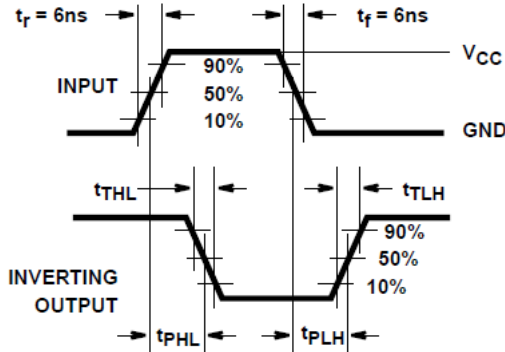 tr = 6ns
tf = 6ns
VCC
INPUT
90%
50%
10%
GND
tTHL
tTLH
90%
50%
10%
INVERTING
OUTPUT
tPHL
tPLH